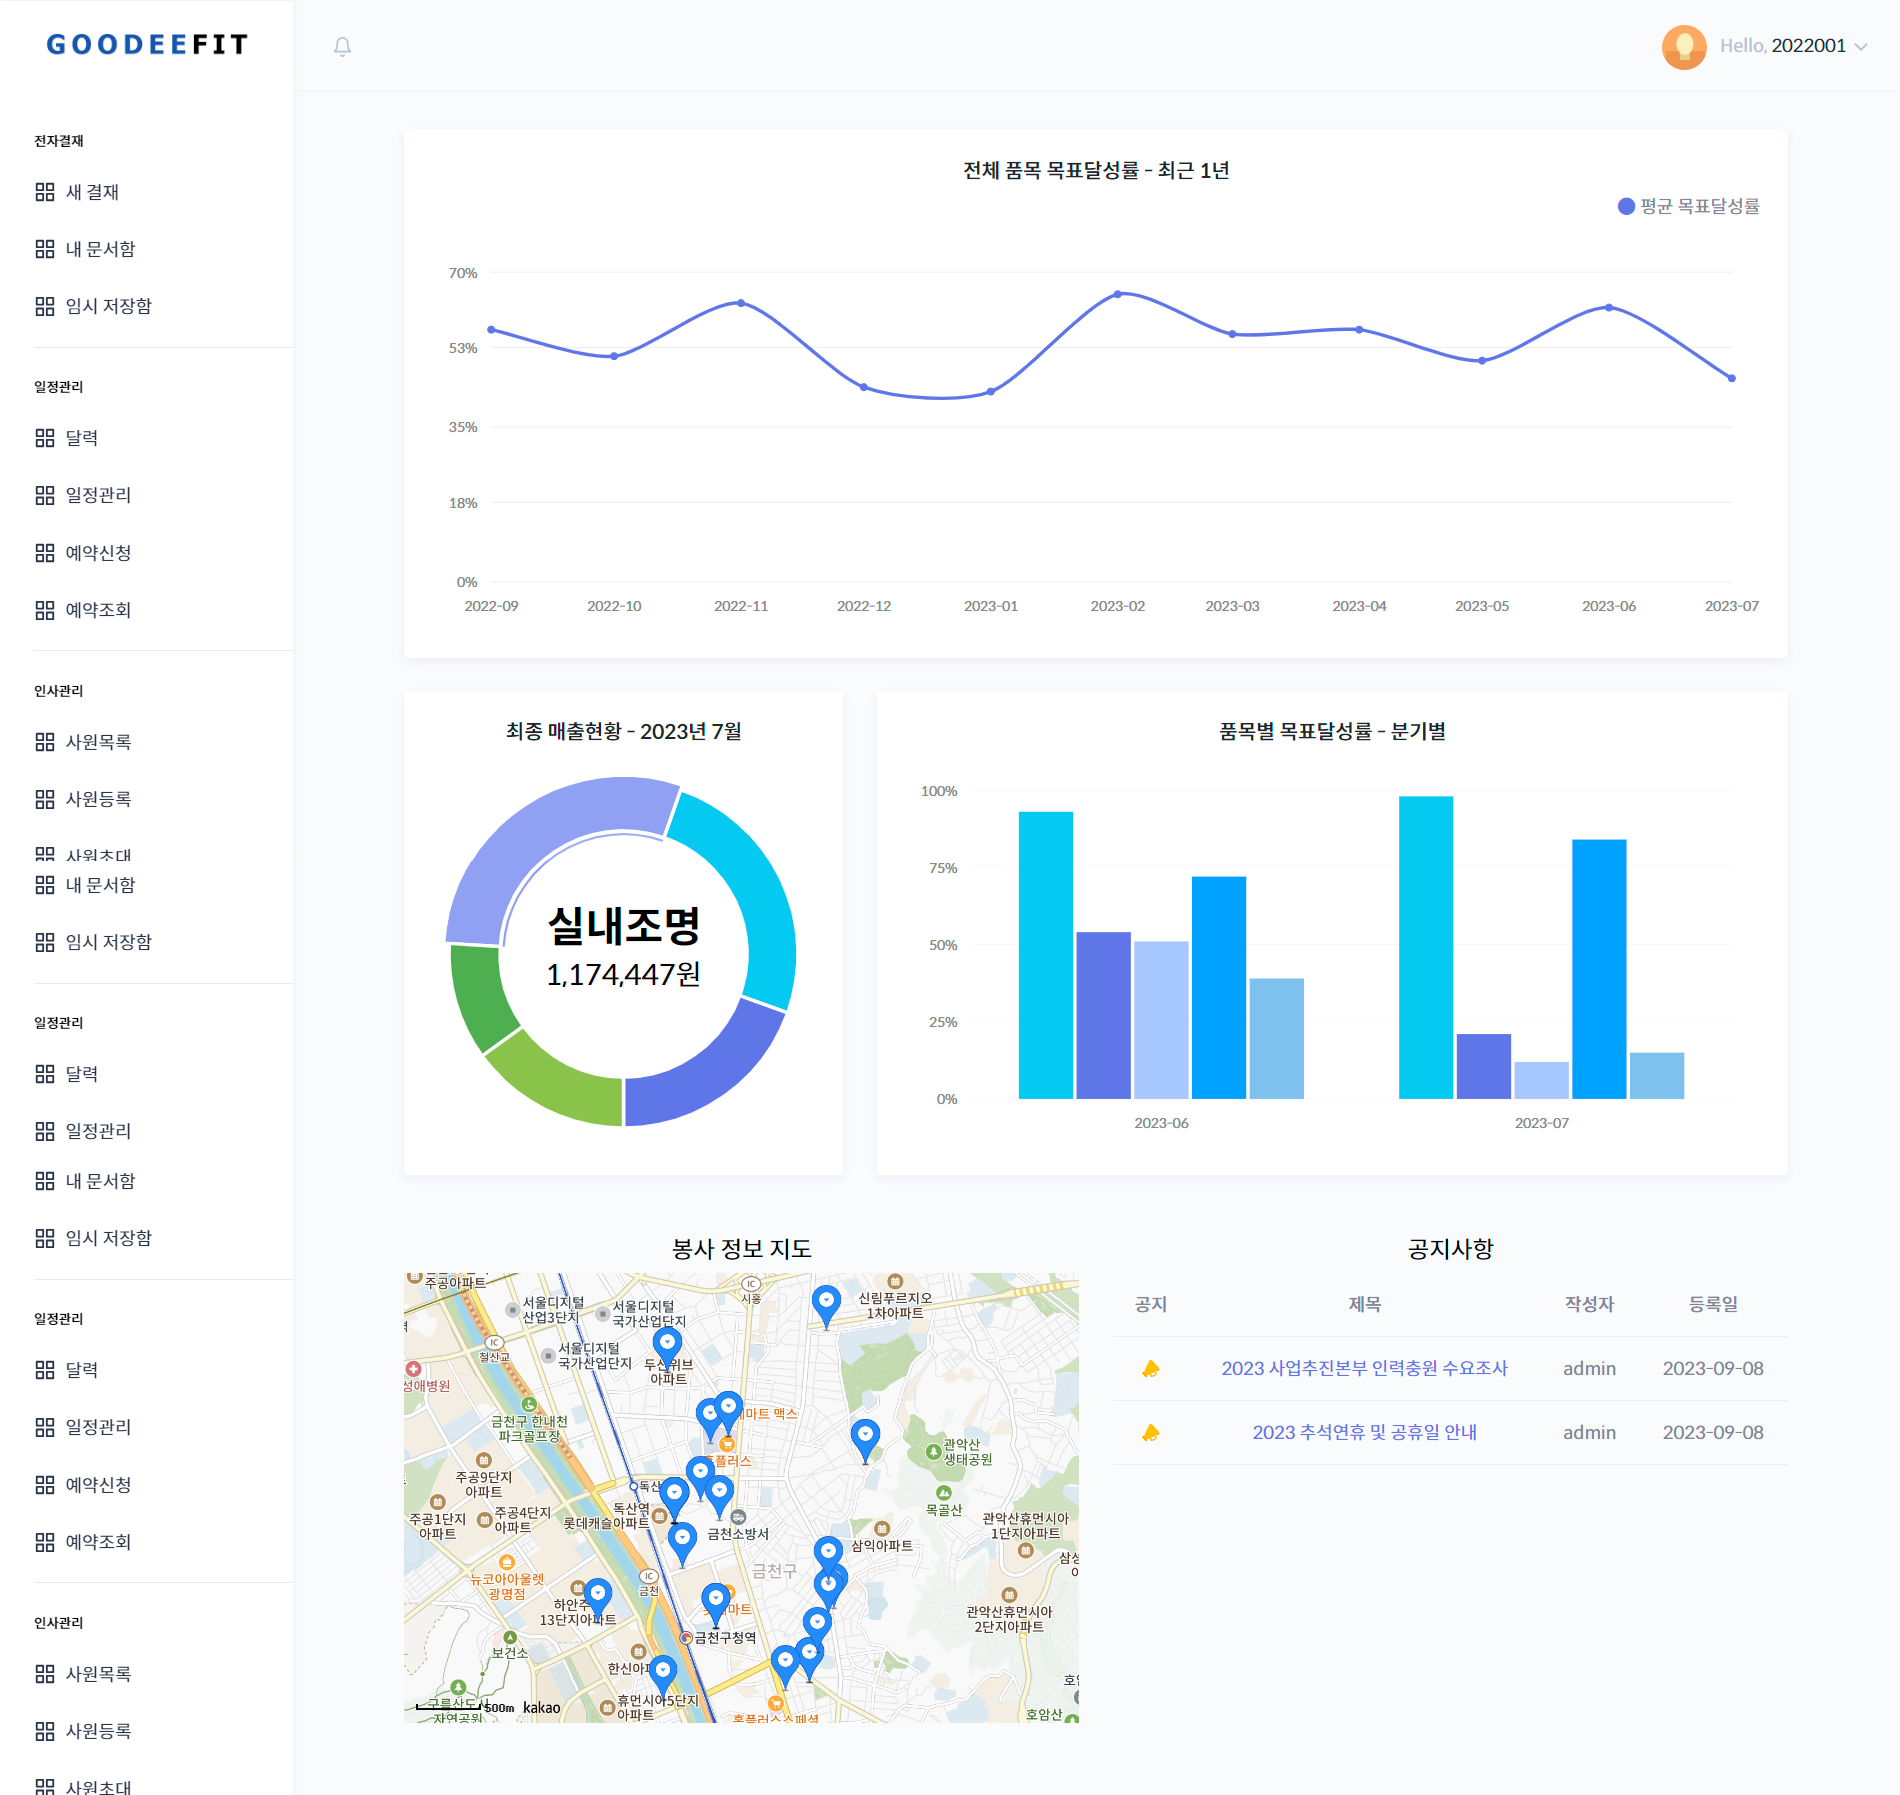 GOODEEFIT
Hello, 2022001
전자결재
새 결재
내 문서함
임시 저장함
일정관리
달력
일정관리
예약신청
예약조회
인사관리
사원목록
사원등록
사원초대
내 문서함
임시 저장함
일정관리
달력
일정관리
내 문서함
임시 저장함
일정관리
달력
일정관리
예약신청
예약조회
인사관리
사원목록
사원등록
사원초대
전체 품목 목표달성률 - 최근 1년
평균 목표달성률
70%
53%
35%
18%
0%
2022-09 2022-10 2022-11 2022-12 2023-01 2023-02 2023-03 2023-04 2023-05 2023-06 2023-07
최종 매출현황 - 2023년 7월
실내조명
1,174,447원
품목별 목표달성률 - 분기별
100%
75%
50%
25%
0%
2023-06 2023-07
봉사 정보 지도
주공아파트
서울디지털
산업3단지
서울디지털
국가산업단지
IC
시흥
신림푸르지오
1차아파트
IC
철산교
서울디지털
국가산업단지
아파트
성애병원
금천구 한내천
파크골프장
마트 맥스
홈플러스
관악산
생태공원
주공9단지
아파트
목골산
주공1단지
아파트
주공4단지
아파트
독산역
롯데캐슬아파트
금천소방서
관악산휴먼시아
1단지아파트
삼익아파트
금천구
뉴코아아울렛
광명점
IC
금천
13단지아파트
마트
관악산휴먼시아
2단지아파트
금천구청역
보건소
구름산도시
자연공원
500m
kakao
휴먼시아5단지
아파트
홈플러스스페셜
호암산
공지사항
공지 제목 작성자 등록일
2023 사업추진본부 인력충원 수요조사 admin 2023-09-08
2023 추석연휴 및 공휴일 안내 admin 2023-09-08